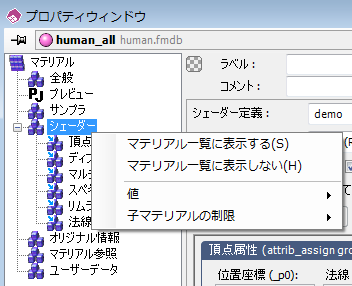 プロパティウィンドウ
human_all human.fmdb
マテリアル
全般
プレビュー
サンプラ
シェーダー
頂点
ディフ
マルチ
スペキ
リムラ
法線
オリジナル情報
マテリアル参照
ユーザーデータ
ラベル :
コメント :
シェーダー定義 : demo
マテリアル一覧に表示する(S)
マテリアル一覧に表示しない(H)
値
子マテリアルの制限
頂点属性 (attrib_assign gro
位置座標 (_p0): 法線